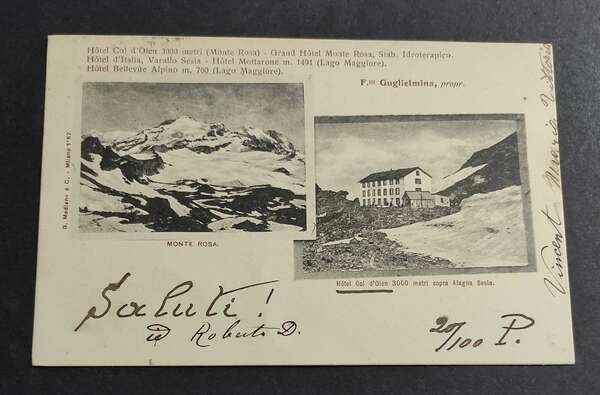 Hôtel Col d'Olen 3000 metri (Monte Rosa) - Grand Hôtel Monte Rosa, Stab. Idroterapico.
Hôtel d'Italia, Varallo Sesia - Hôtel Mottarone m. 1491 (Lago Maggiore).
Hôtel Bellevûe Alpino m. 700 (Lago Maggiore).
F.lli Guglielmina, propr.
MONTE ROSA.
Hôtel Col d'Olen 3000 metri sopra Alagna Sesia.
Saluti!
Roberto D.
20/100 P.
Vincent